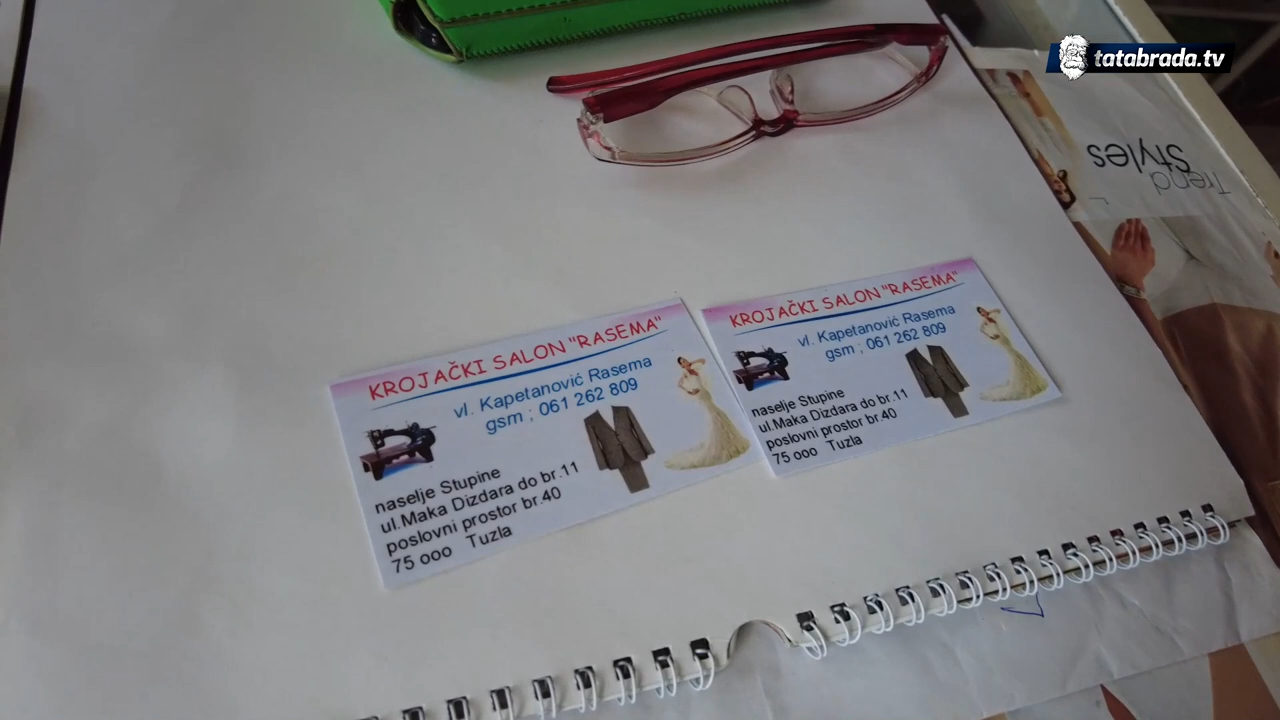 tatabrada.tv
Trend
Styles
KROJAČKI SALON "RASEMA"
vl. Kapetanović Rasema
gsm ; 061 262 809
naselje Stupine
ul.Maka Dizdara do br.11
poslovni prostor br.40
75 ooo Tuzla
KROJAČKI SALON "RASEMA"
vl. Kapetanović Rasema
gsm ; 061 262 809
naselje Stupine
ul.Maka Dizdara do br.11
poslovni prostor br.40
75 ooo Tuzla